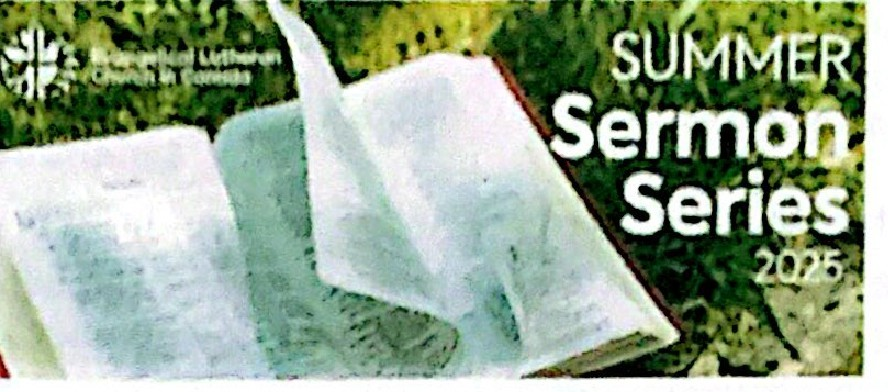 Evangelical Lutheran
Church in Canada
SUMMER
Sermon
Series
2025